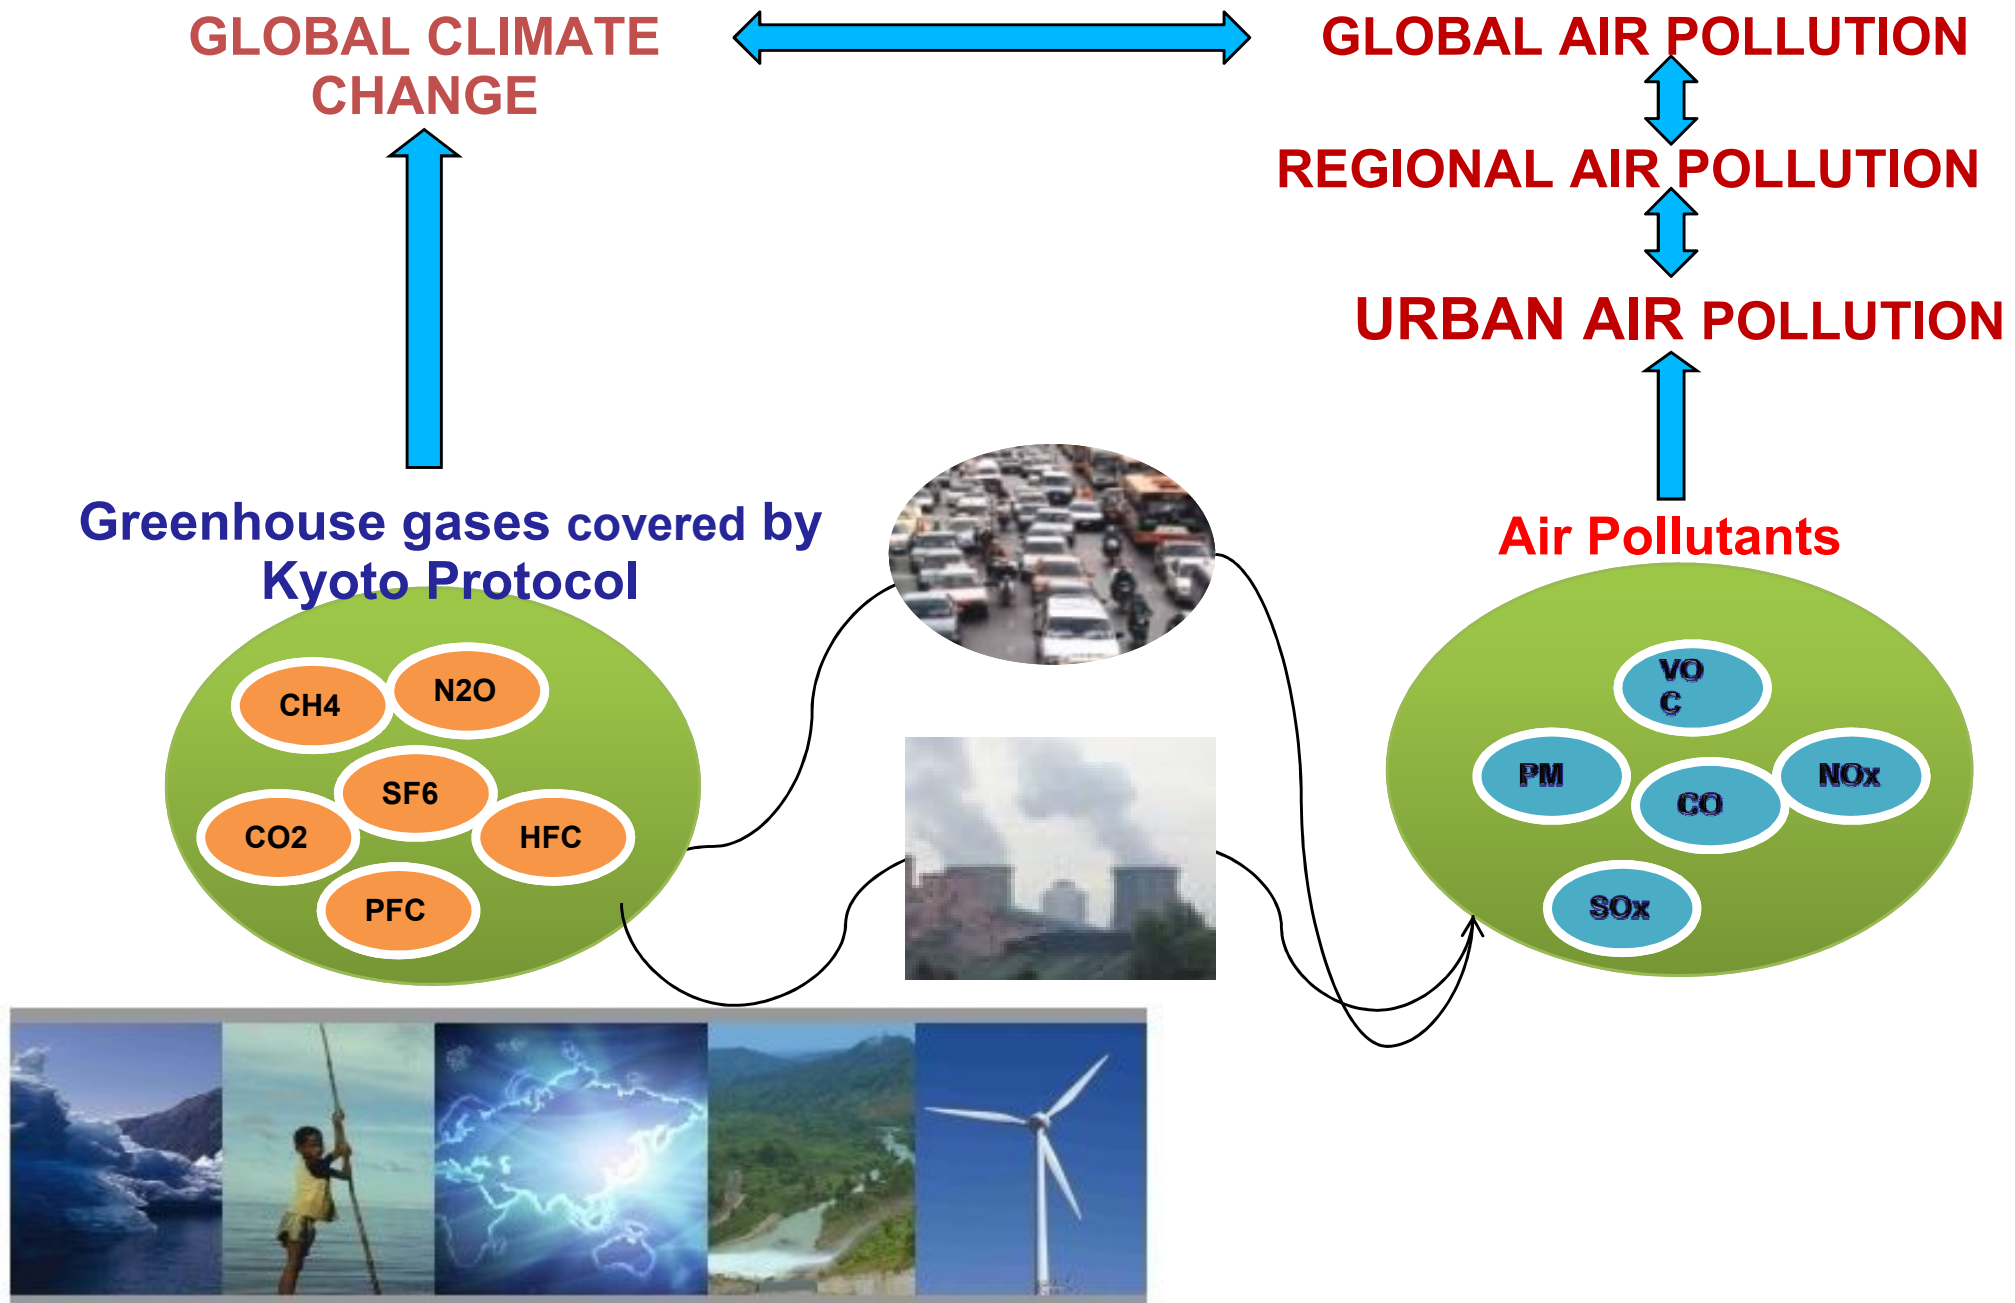 GLOBAL CLIMATE
CHANGE
GLOBAL AIR POLLUTION
REGIONAL AIR POLLUTION
URBAN AIR POLLUTION
Greenhouse gases covered by
Kyoto Protocol
Air Pollutants
CH4
N2O
SF6
CO2
HFC
PFC
VO
C
PM
NOx
CO
SOx